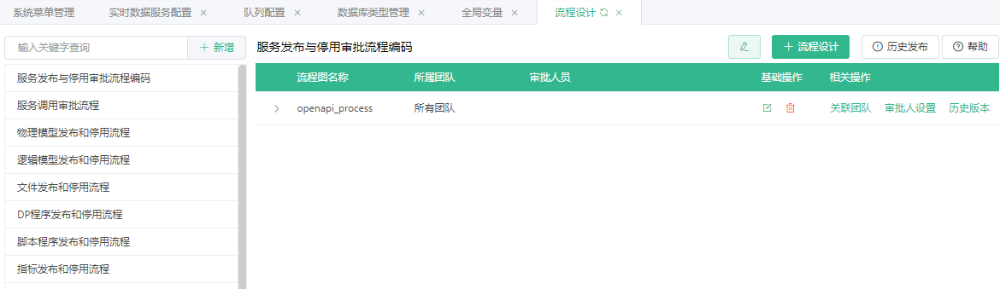 系统菜单管理 实时数据服务配置 队列配置 数据库类型管理 全局变量 流程设计
输入关键字查询 新增
服务发布与停用审批流程编码 流程设计 历史发布 帮助
服务发布与停用审批流程编码
服务调用审批流程
物理模型发布和停用流程
逻辑模型发布和停用流程
文件发布和停用流程
DP程序发布和停用流程
脚本程序发布和停用流程
指标发布和停用流程
流程图名称 所属团队 审批人员 基础操作 相关操作
openapi_process 所有团队 关联团队 审批人设置 历史版本